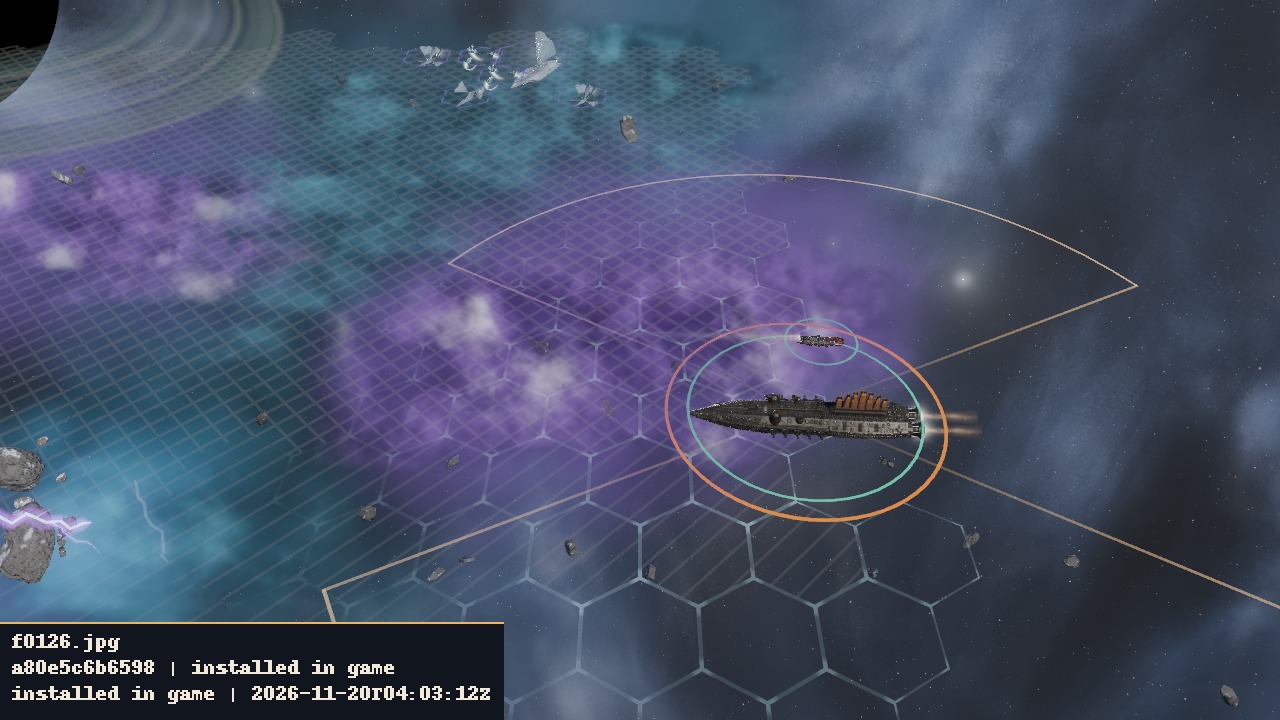 f0126.jpg
a80e5c6b6598 | installed in game
installed in game | 2026-11-20T04:03:12Z